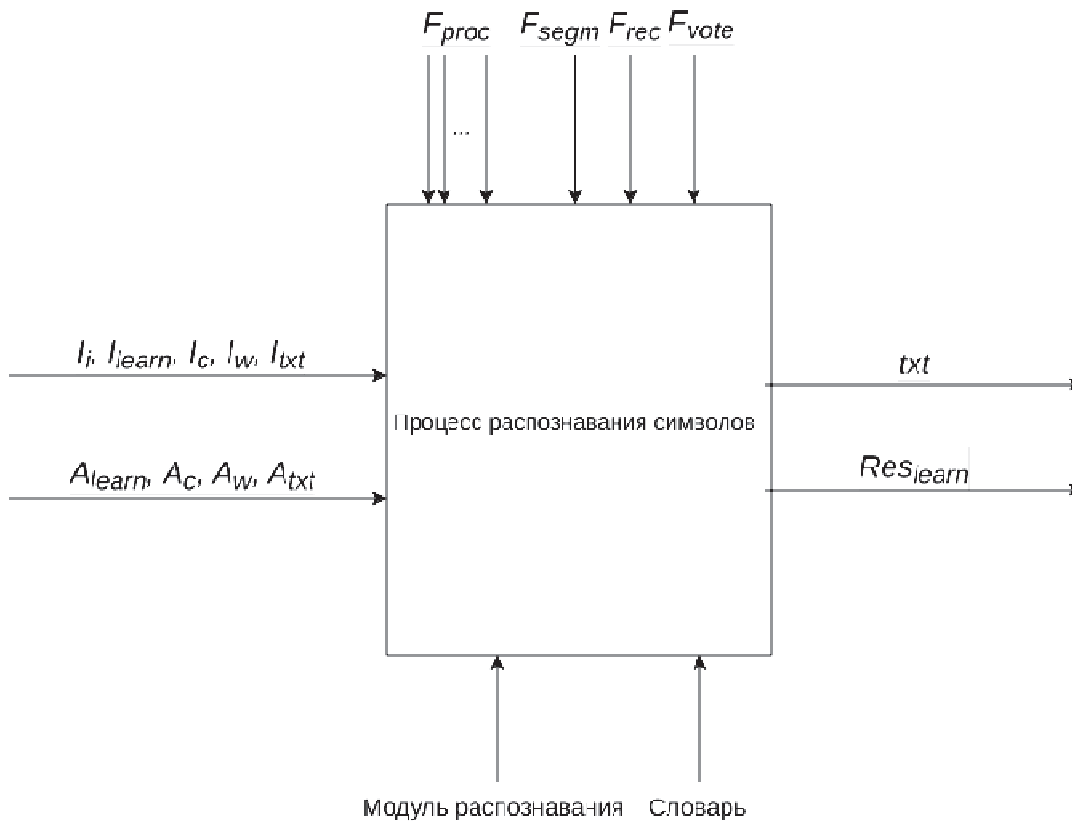 F_proc F_segm F_rec F_vote
...
I_i, I_learn, I_c, I_w, I_txt
txt
Процесс распознавания символов
A_learn, A_c, A_w, A_txt
Res_learn
Модуль распознавания Словарь